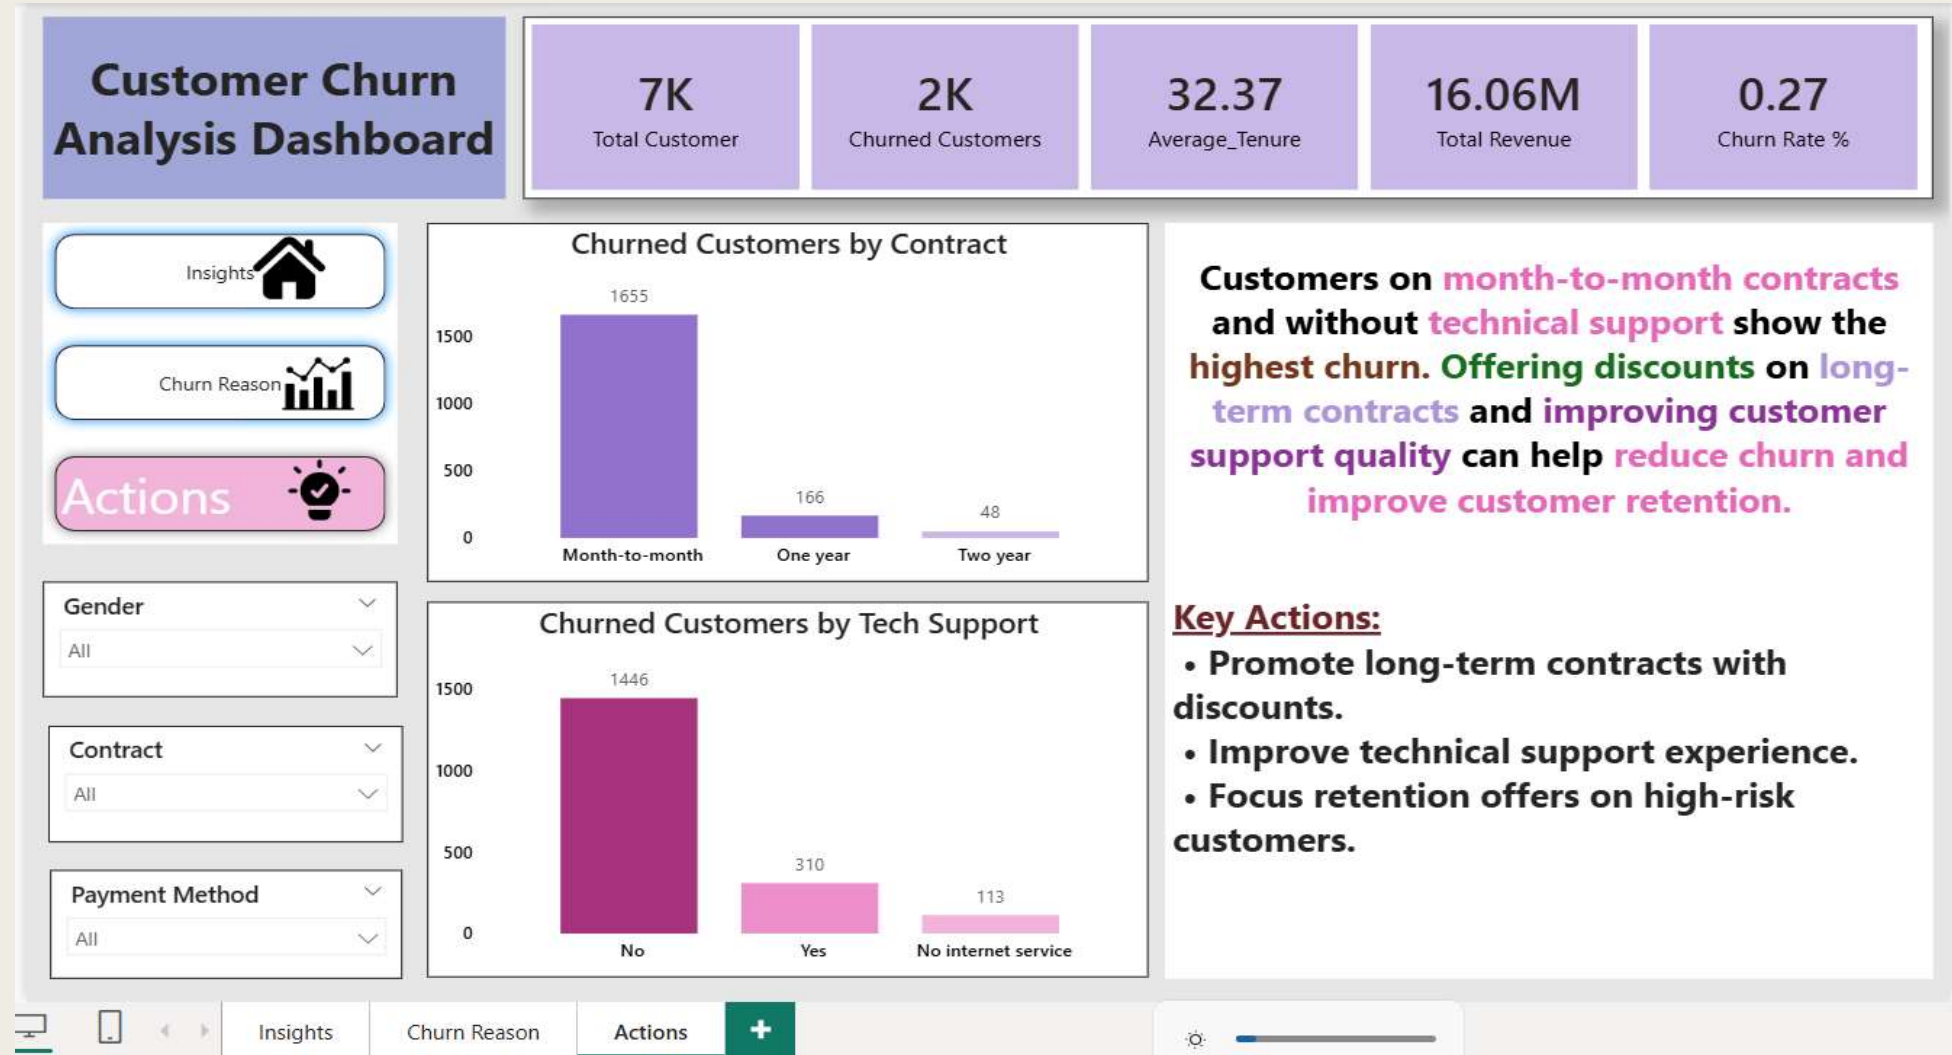 Customer Churn
Analysis Dashboard
7K
Total Customer
2K
Churned Customers
32.37
Average_Tenure
16.06M
Total Revenue
0.27
Churn Rate %
Insights
Churn Reason
Actions
Gender
All
Contract
All
Payment Method
All
Churned Customers by Contract
1500
1000
500
0
1655
166
48
Month-to-month
One year
Two year
Churned Customers by Tech Support
1500
1000
500
0
1446
310
113
No
Yes
No internet service
Customers on month-to-month contracts
and without technical support show the
highest churn. Offering discounts on long-
term contracts and improving customer
support quality can help reduce churn and
improve customer retention.
Key Actions:
• Promote long-term contracts with
discounts.
• Improve technical support experience.
• Focus retention offers on high-risk
customers.
Insights
Churn Reason
Actions
+